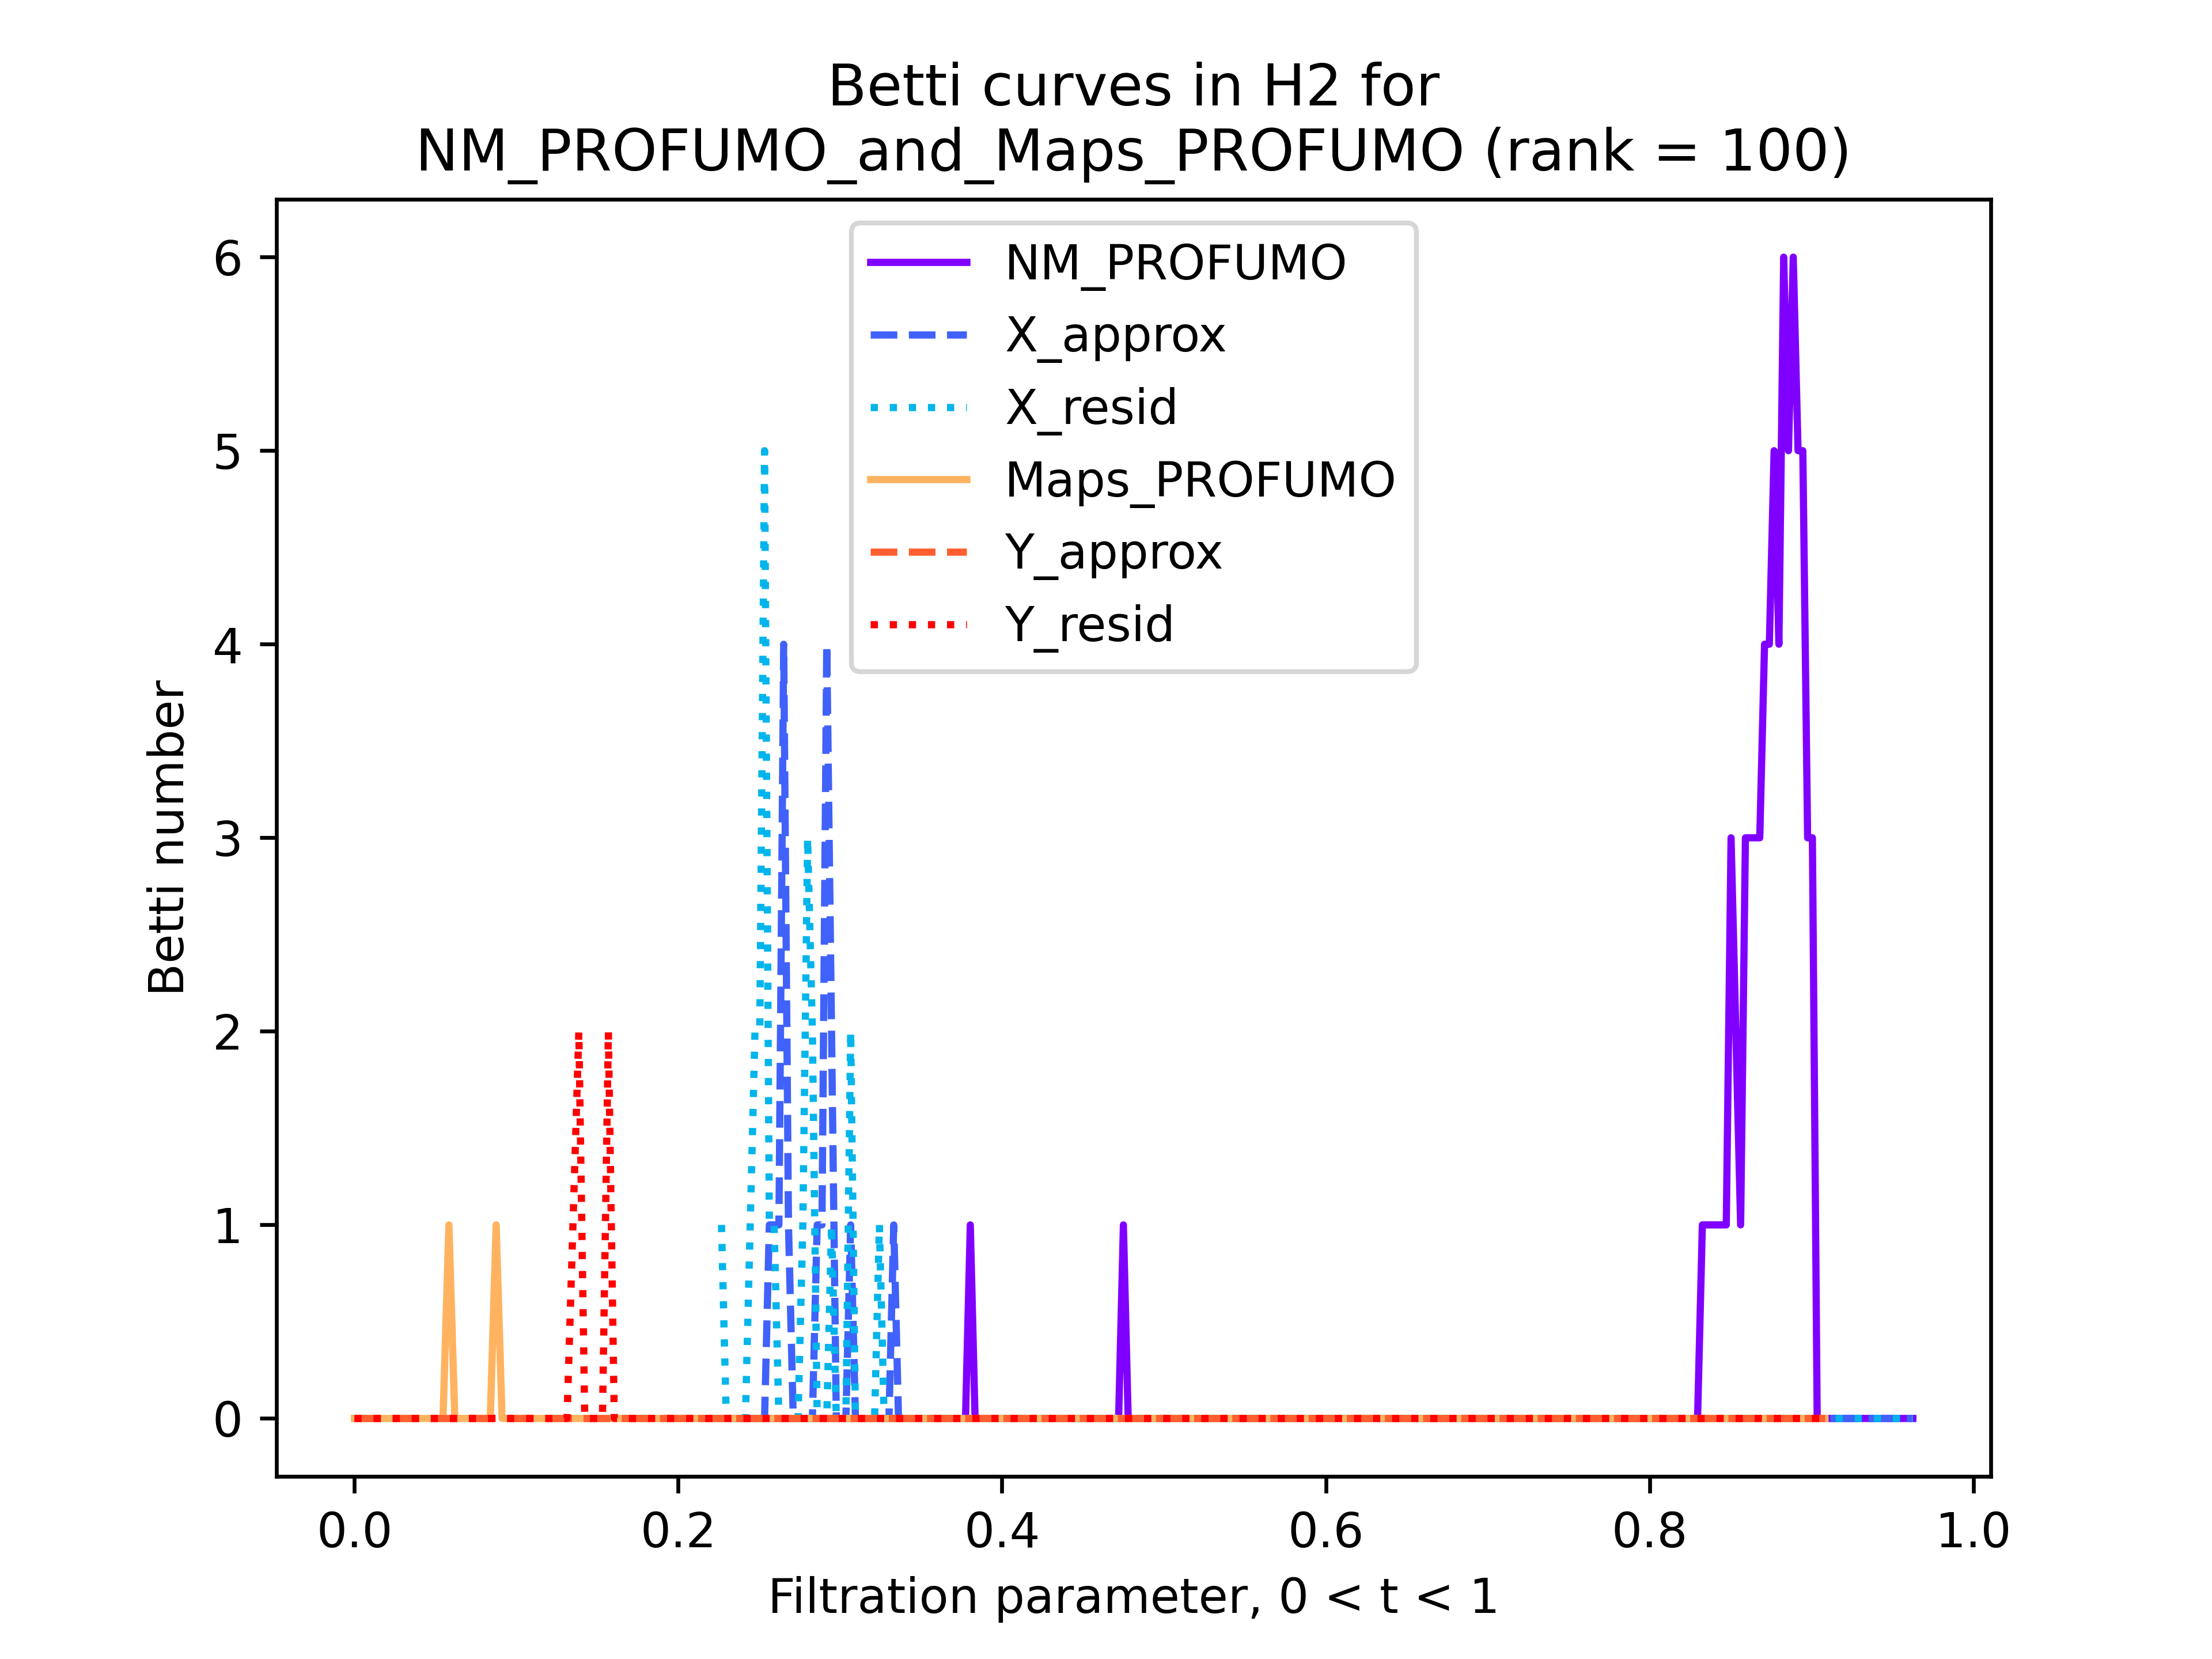 Betti curves in H2 for
NM_PROFUMO_and_Maps_PROFUMO (rank = 100)
NM_PROFUMO
X_approx
X_resid
Maps_PROFUMO
Y_approx
Y_resid
6
5
4
3
2
1
0
Betti number
0.0 0.2 0.4 0.6 0.8 1.0
Filtration parameter, 0 < t < 1